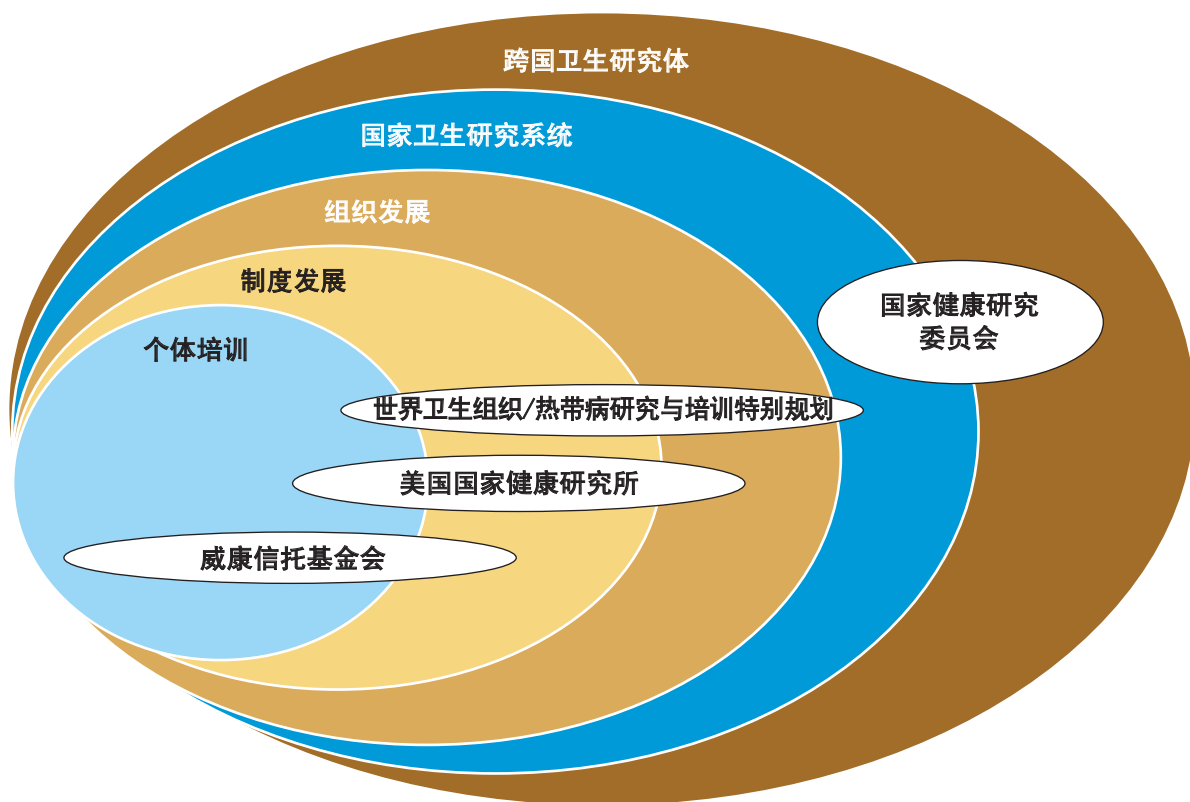 跨国卫生研究体
国家卫生研究系统
组织发展
制度发展
国家健康研究
委员会
个体培训
世界卫生组织/热带病研究与培训特别规划
美国国家健康研究所
威康信托基金会